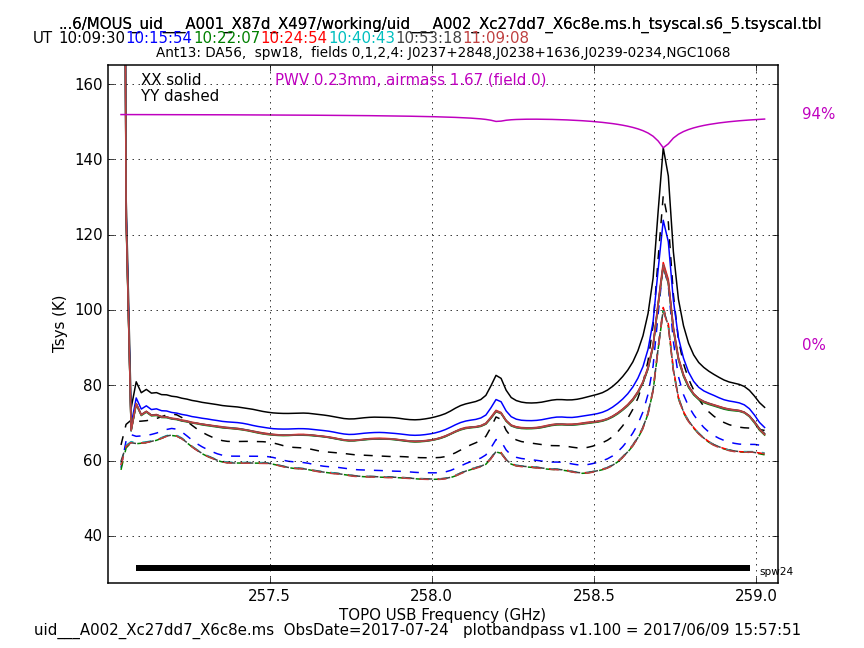 ...6/MOUS_uid___A001_X87d_X497/working/uid___A002_Xc27dd7_X6c8e.ms.h_tsyscal.s6_5.tsyscal.tbl
UT 10:09:30 10:15:54 10:22:07 10:24:54 10:40:43 10:53:18 11:09:08
Ant13: DA56, spw18, fields 0,1,2,4: J0237+2848,J0238+1636,J0239-0234,NGC1068
XX solid PWV 0.23mm, airmass 1.67 (field 0)
YY dashed
94%
0%
160
140
120
100
80
60
40
Tsys (K)
spw24
257.5 258.0 258.5 259.0
TOPO USB Frequency (GHz)
uid___A002_Xc27dd7_X6c8e.ms ObsDate=2017-07-24 plotbandpass v1.100 = 2017/06/09 15:57:51